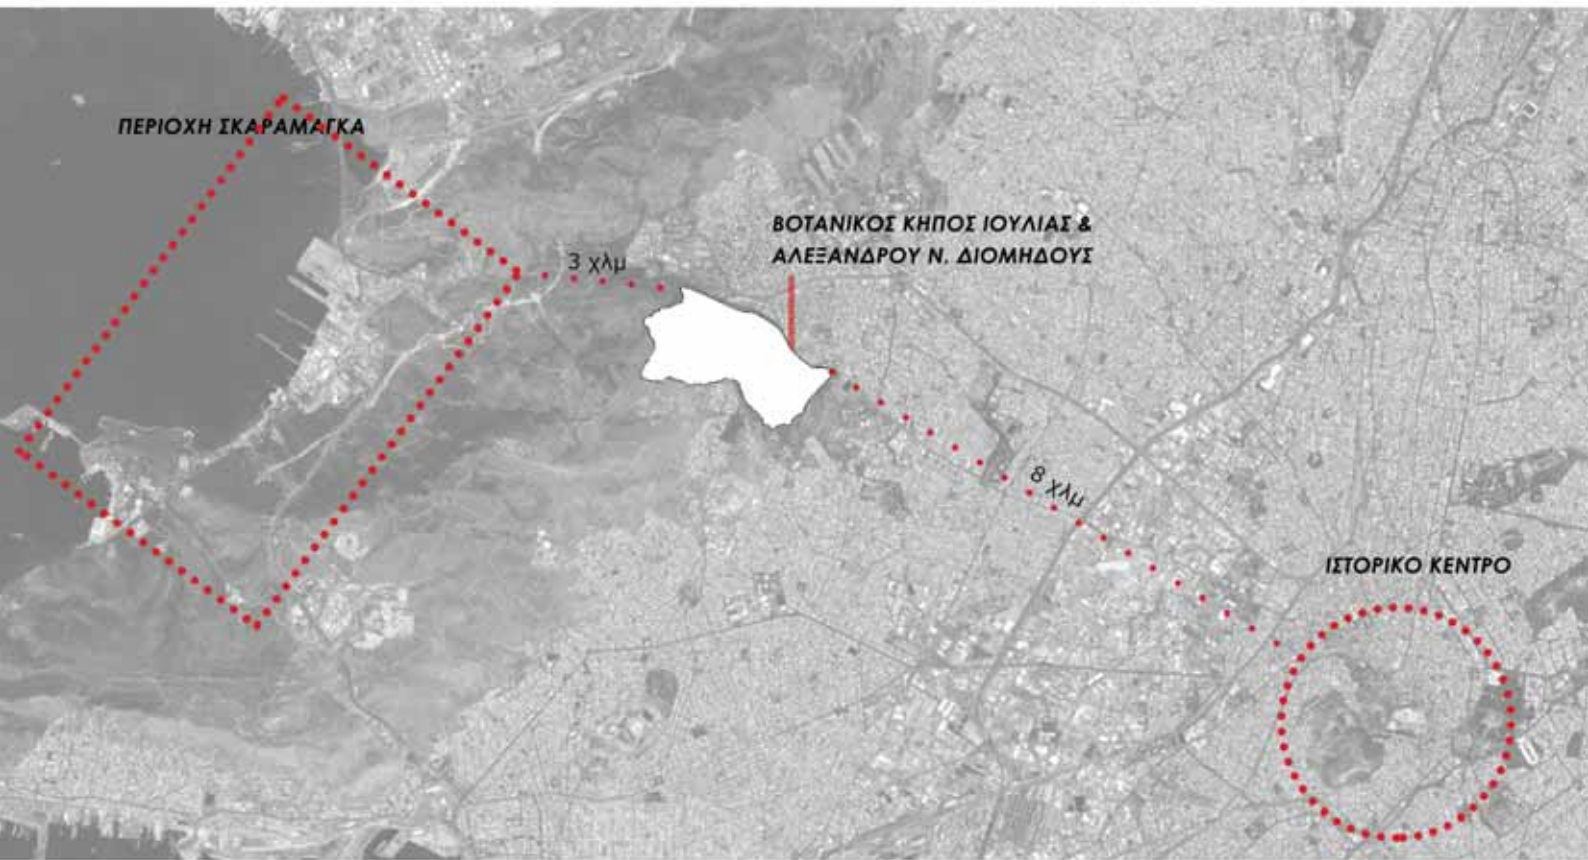 ΠΕΡΙΟΧΗ ΣΚΑΡΑΜΑΓΚΑ
ΒΟΤΑΝΙΚΟΣ ΚΗΠΟΣ ΙΟΥΛΙΑΣ &
ΑΛΕΞΑΝΔΡΟΥ Ν. ΔΙΟΜΗΔΟΥΣ
3 χλμ
8 χλμ
ΙΣΤΟΡΙΚΟ ΚΕΝΤΡΟ